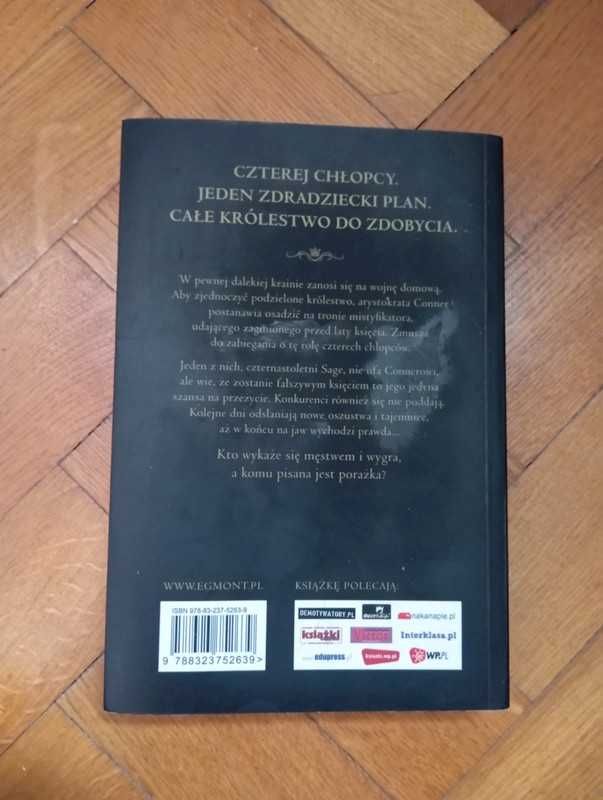 CZTEREJ CHŁOPCY.
JEDEN ZDRADZIECKI PLAN.
CAŁE KRÓLESTWO DO ZDOBYCIA.
W pewnej dalekiej krainie zanosi się na wojnę domową.
Aby zjednoczyć podzielone królestwo, arystokrata Conner
postanawia osadzić na tronie mistyfikatora,
udającego zaginionego przed laty księcia. Zmusza
do zabiegania o tę rolę czterech chłopców.
Jeden z nich, czternastoletni Sage, nie ufa Connerowi,
ale wie, że zostanie fałszywym księciem to jego jedyna
szansa na przeżycie. Konkurenci również się nie poddają.
Kolejne dni odsłaniają nowe oszustwa i tajemnice,
aż w końcu na jaw wychodzi prawda...
Kto wykaże się męstwem i wygra,
a komu pisana jest porażka?
WWW.EGMONT.PL
KSIĄŻKĘ POLECAJĄ:
ISBN 978-83-237-5263-9
9 788323 752639 >
DEMOTYWATORY.PL
nakanapie.pl
książki
Victor
Interklasa.pl
edupress
ksiazki.wp.pl
WP.PL